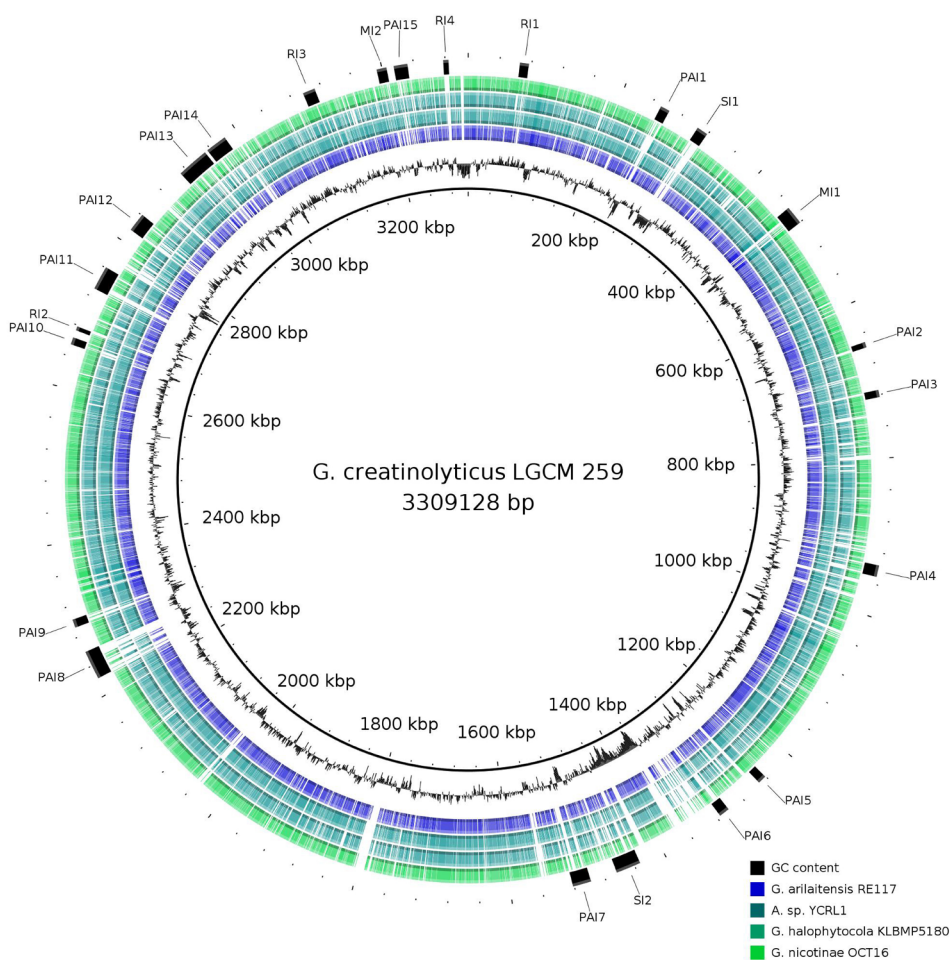 RI4
RI1
PAI15
MI2
RI3
PAI1
SI1
PAI14
PAI13
MI1
PAI12
PAI11
RI2
PAI10
PAI2
PAI3
PAI4
PAI9
PAI8
PAI5
PAI6
SI2
PAI7
3200 kbp
200 kbp
3000 kbp
400 kbp
2800 kbp
600 kbp
2600 kbp
800 kbp
G. creatinolyticus LGCM 259
3309128 bp
2400 kbp
1000 kbp
2200 kbp
1200 kbp
2000 kbp
1400 kbp
1800 kbp
1600 kbp
GC content
G. arilaitensis RE117
A. sp. YCRL1
G. halophytocola KLBMP5180
G. nicotinae OCT16